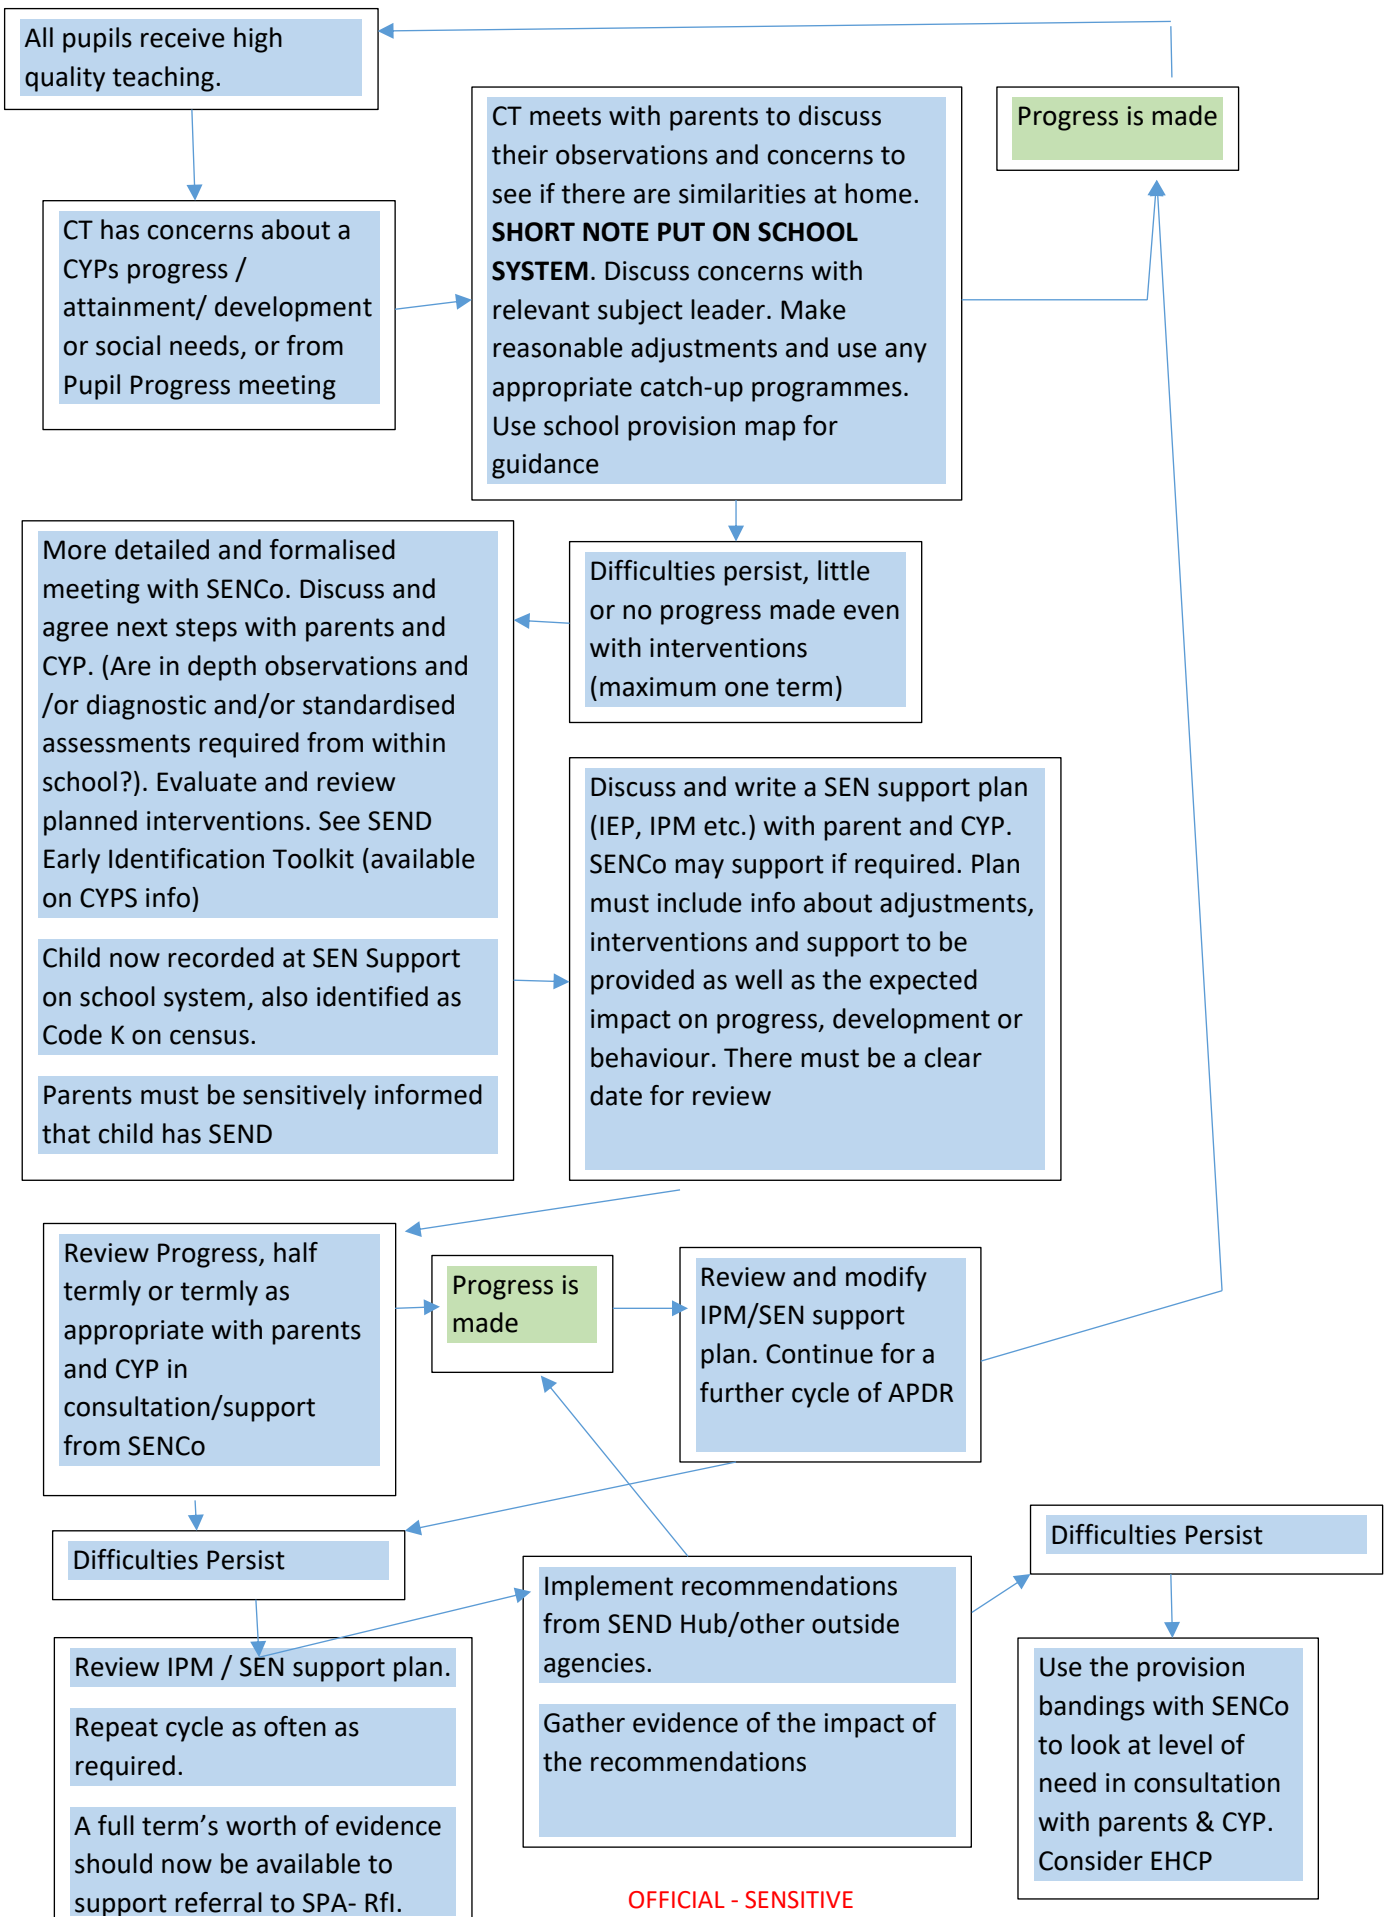 All pupils receive high
quality teaching.
Progress is made
CT meets with parents to discuss
their observations and concerns to
see if there are similarities at home.
SHORT NOTE PUT ON SCHOOL
SYSTEM. Discuss concerns with
relevant subject leader. Make
reasonable adjustments and use any
appropriate catch-up programmes.
Use school provision map for
guidance
CT has concerns about a
CYPs progress /
attainment/ development
or social needs, or from
Pupil Progress meeting
Difficulties persist, little
or no progress made even
with interventions
(maximum one term)
More detailed and formalised
meeting with SENCo. Discuss and
agree next steps with parents and
CYP. (Are in depth observations and
/or diagnostic and/or standardised
assessments required from within
school?). Evaluate and review
planned interventions. See SEND
Early Identification Toolkit (available
on CYPS info)
Child now recorded at SEN Support
on school system, also identified as
Code K on census.
Parents must be sensitively informed
that child has SEND
Discuss and write a SEN support plan
(IEP, IPM etc.) with parent and CYP.
SENCo may support if required. Plan
must include info about adjustments,
interventions and support to be
provided as well as the expected
impact on progress, development or
behaviour. There must be a clear
date for review
Review Progress, half
termly or termly as
appropriate with parents
and CYP in
consultation/support
from SENCo
Progress is
made
Review and modify
IPM/SEN support
plan. Continue for a
further cycle of APDR
Difficulties Persist
Difficulties Persist
Implement recommendations
from SEND Hub/other outside
agencies.
Gather evidence of the impact of
the recommendations
Review IPM / SEN support plan.
Repeat cycle as often as
required.
A full term’s worth of evidence
should now be available to
support referral to SPA- RfI.
Use the provision
bandings with SENCo
to look at level of
need in consultation
with parents & CYP.
Consider EHCP
OFFICIAL - SENSITIVE